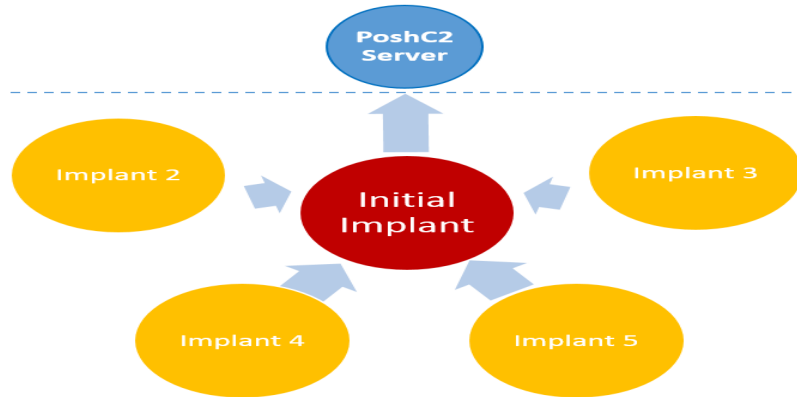 PoshC2
Server
Implant 2
Implant 3
Initial
Implant
Implant 4
Implant 5